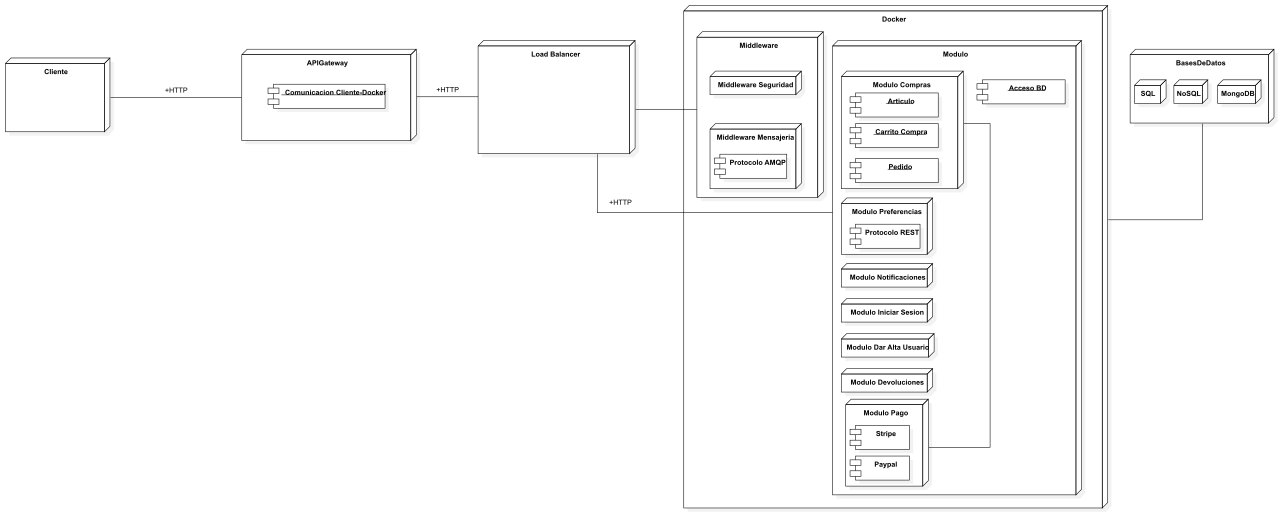 Cliente
+HTTP
APIGateway
Comunicacion Cliente-Docker
+HTTP
Load Balancer
+HTTP
Docker
Middleware
Middleware Seguridad
Middleware Mensajeria
Protocolo AMQP
Modulo
Modulo Compras
Articulo
Carrito Compra
Pedido
Acceso BD
Modulo Preferencias
Protocolo REST
Modulo Notificaciones
Modulo Iniciar Sesion
Modulo Dar Alta Usuario
Modulo Devoluciones
Modulo Pago
Stripe
Paypal
BasesDeDatos
SQL
NoSQL
MongoDB